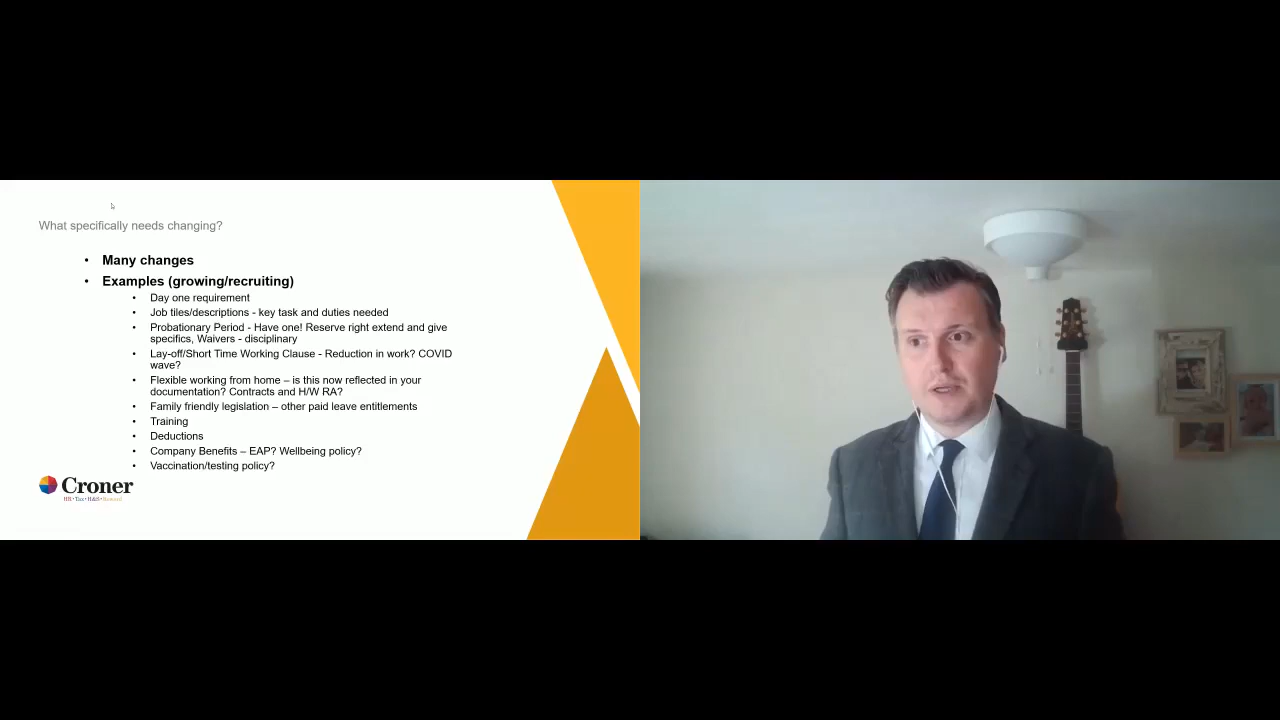 What specifically needs changing?
• Many changes
• Examples (growing/recruiting)
• Day one requirement
• Job tiles/descriptions - key task and duties needed
• Probationary Period - Have one! Reserve right extend and give
specifics, Waivers - disciplinary
• Lay-off/Short Time Working Clause - Reduction in work? COVID
wave?
• Flexible working from home – is this now reflected in your
documentation? Contracts and H/W RA?
• Family friendly legislation – other paid leave entitlements
• Training
• Deductions
• Company Benefits – EAP? Wellbeing policy?
• Vaccination/testing policy?
Croner
HR • Tax • H&S • Reward